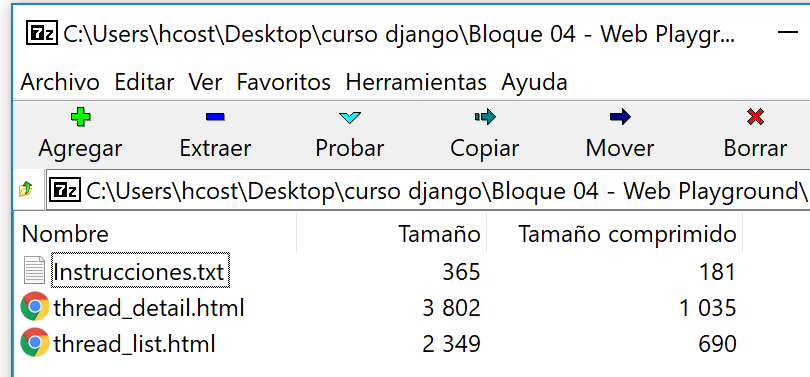 7z C:\Users\hcost\Desktop\curso django\Bloque 04 - Web Playgr...
Archivo Editar Ver Favoritos Herramientas Ayuda
Agregar Extraer Probar Copiar Mover Borrar
7z C:\Users\hcost\Desktop\curso django\Bloque 04 - Web Playground\
Nombre Tamaño Tamaño comprimido
Instrucciones.txt 365 181
thread_detail.html 3 802 1 035
thread_list.html 2 349 690